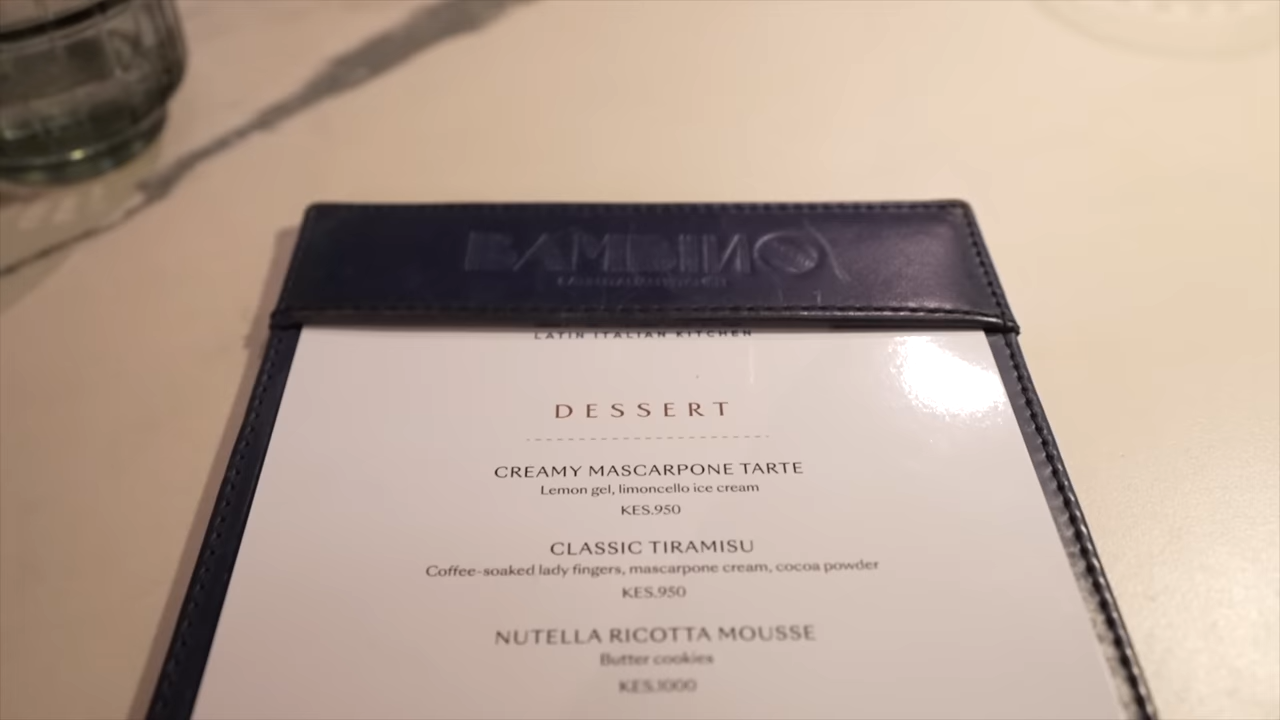 BAMBINO
LATIN ITALIAN KITCHEN
DESSERT
CREAMY MASCARPONE TARTE
Lemon gel, limoncello ice cream
KES.950
CLASSIC TIRAMISU
Coffee-soaked lady fingers, mascarpone cream, cocoa powder
KES.950
NUTELLA RICOTTA MOUSSE
Butter cookies
KES.1000